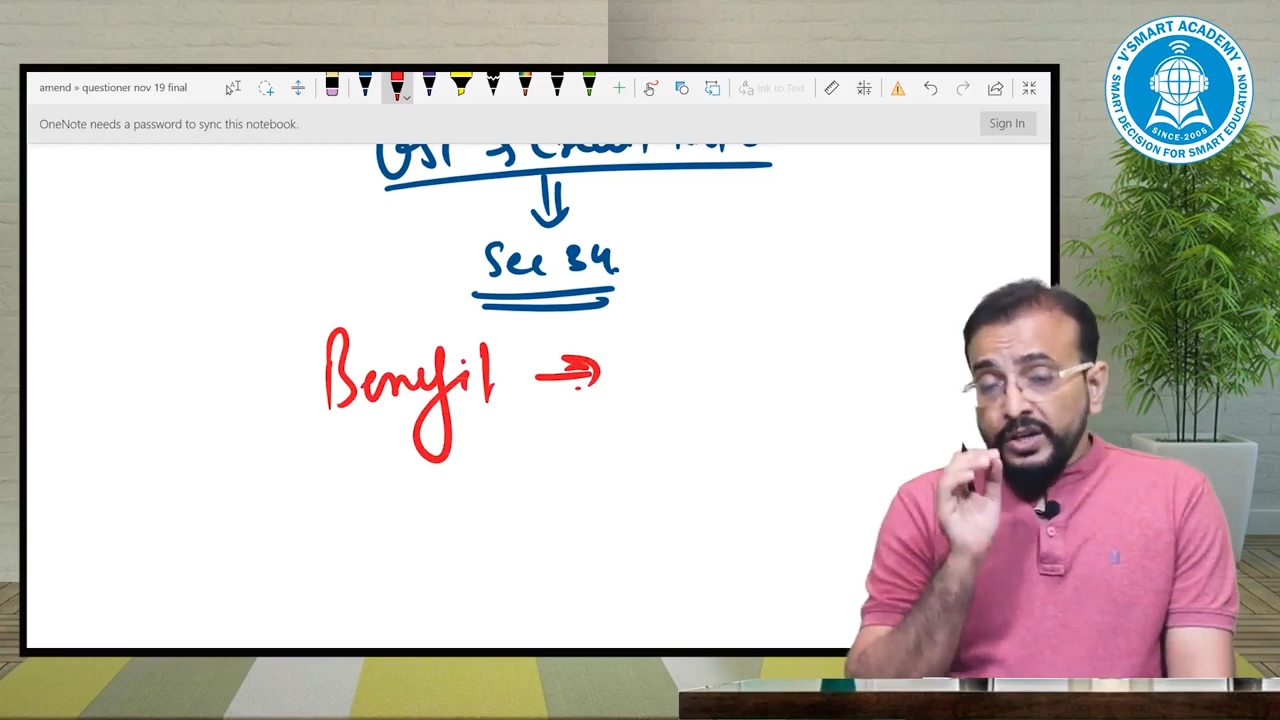 V'SMART ACADEMY
SMART DECISION FOR SMART EDUCATION
SINCE-2005
amend » questioner nov 19 final
Ink to Text
OneNote needs a password to sync this notebook.
Sign In
Sec 34
Benefit →